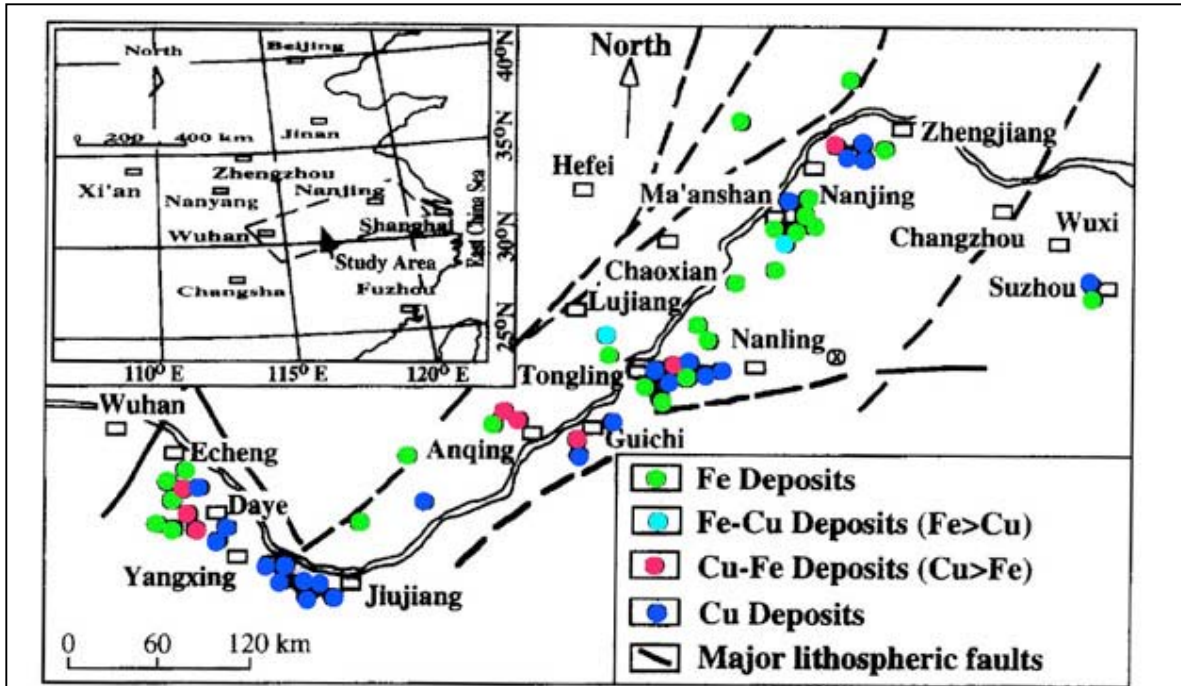 North
Beijing
40°N
200 400 km
Jinan
35°N
Xi'an
Zhengzhou
Nanyang
Nanjing
Shanghai
East China Sea
Wuhan
30°N
Study Area
Changsha
Fuzhou
25°N
110° E 115° E 120° E
North
Hefei
Zhengjiang
Ma'anshan
Nanjing
Changzhou
Wuxi
Chaoxian
Suzhou
Lujiang
Nanling
Tongling
Wuhan
Echeng
Anqing
Guichi
Daye
Yangxing
Jiujiang
0 60 120 km
Fe Deposits
Fe-Cu Deposits (Fe>Cu)
Cu-Fe Deposits (Cu>Fe)
Cu Deposits
Major lithospheric faults